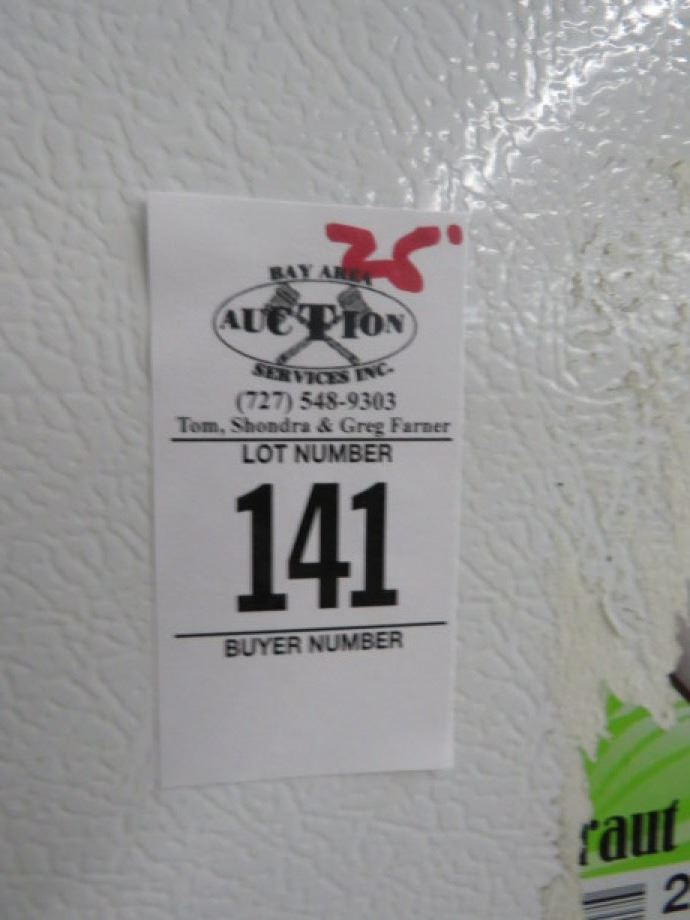 25'
BAY AREA
AUCTION
SERVICES INC.
(727) 548-9303
Tom, Shondra & Greg Farner
LOT NUMBER
141
BUYER NUMBER
raut
2